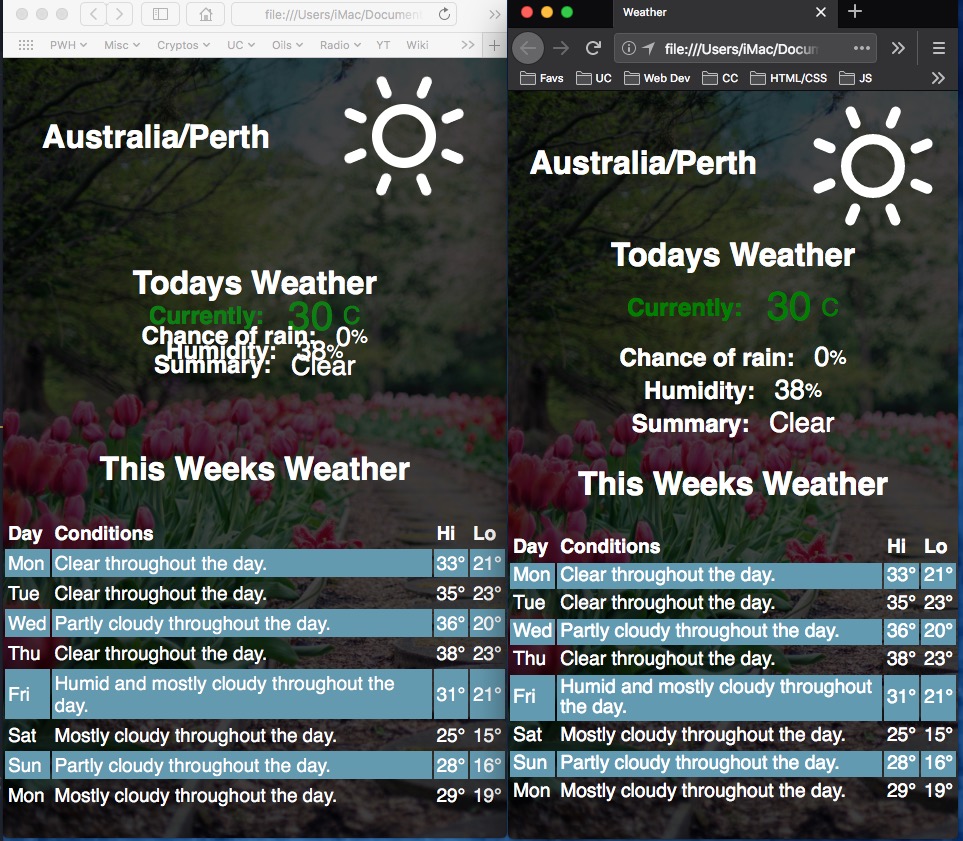 file:///Users/iMac/Document
PWH Misc Cryptos UC Oils Radio YT Wiki
Australia/Perth
Todays Weather
Currently: 30 C
Chance of rain: 0%
Humidity: 38%
Summary: Clear
This Weeks Weather
Day Conditions Hi Lo
Mon Clear throughout the day. 33° 21°
Tue Clear throughout the day. 35° 23°
Wed Partly cloudy throughout the day. 36° 20°
Thu Clear throughout the day. 38° 23°
Fri Humid and mostly cloudy throughout the
day. 31° 21°
Sat Mostly cloudy throughout the day. 25° 15°
Sun Partly cloudy throughout the day. 28° 16°
Mon Mostly cloudy throughout the day. 29° 19°
Weather
file:///Users/iMac/Docum
Favs UC Web Dev CC HTML/CSS JS
Australia/Perth
Todays Weather
Currently: 30 C
Chance of rain: 0%
Humidity: 38%
Summary: Clear
This Weeks Weather
Day Conditions Hi Lo
Mon Clear throughout the day. 33° 21°
Tue Clear throughout the day. 35° 23°
Wed Partly cloudy throughout the day. 36° 20°
Thu Clear throughout the day. 38° 23°
Fri Humid and mostly cloudy throughout
the day. 31° 21°
Sat Mostly cloudy throughout the day. 25° 15°
Sun Partly cloudy throughout the day. 28° 16°
Mon Mostly cloudy throughout the day. 29° 19°